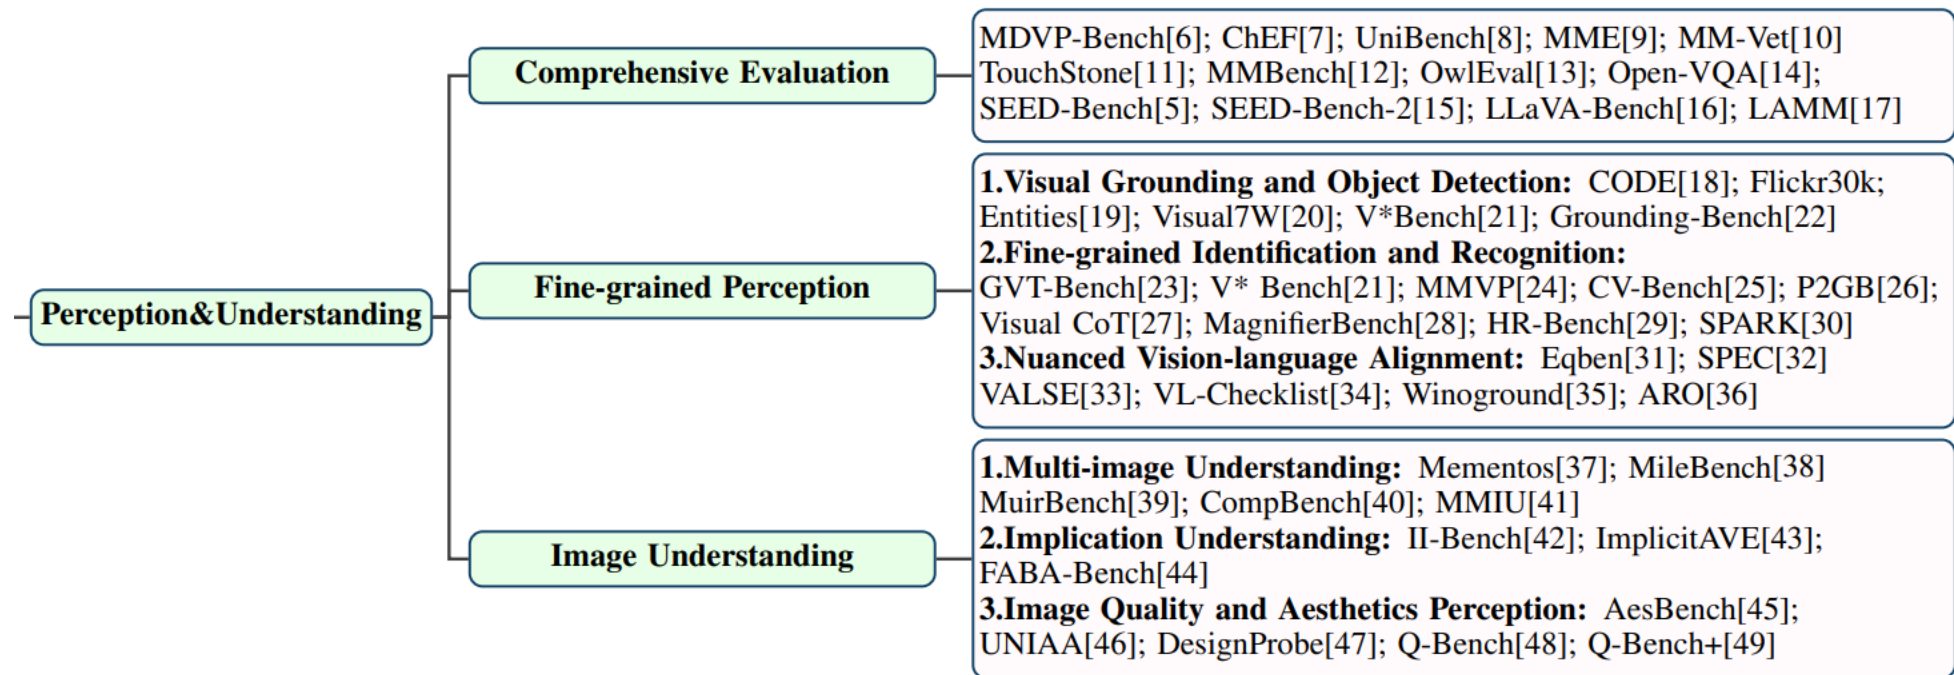 Perception&Understanding
Comprehensive Evaluation
MDVP-Bench[6]; ChEF[7]; UniBench[8]; MME[9]; MM-Vet[10]
TouchStone[11]; MMBench[12]; OwlEval[13]; Open-VQA[14];
SEED-Bench[5]; SEED-Bench-2[15]; LLaVA-Bench[16]; LAMM[17]
Fine-grained Perception
1.Visual Grounding and Object Detection: CODE[18]; Flickr30k;
Entities[19]; Visual7W[20]; V*Bench[21]; Grounding-Bench[22]
2.Fine-grained Identification and Recognition:
GVT-Bench[23]; V* Bench[21]; MMVP[24]; CV-Bench[25]; P2GB[26];
Visual CoT[27]; MagnifierBench[28]; HR-Bench[29]; SPARK[30]
3.Nuanced Vision-language Alignment: Eqben[31]; SPEC[32]
VALSE[33]; VL-Checklist[34]; Winoground[35]; ARO[36]
Image Understanding
1.Multi-image Understanding: Mementos[37]; MileBench[38]
MuirBench[39]; CompBench[40]; MMIU[41]
2.Implication Understanding: II-Bench[42]; ImplicitAVE[43];
FABA-Bench[44]
3.Image Quality and Aesthetics Perception: AesBench[45];
UNIAA[46]; DesignProbe[47]; Q-Bench[48]; Q-Bench+[49]